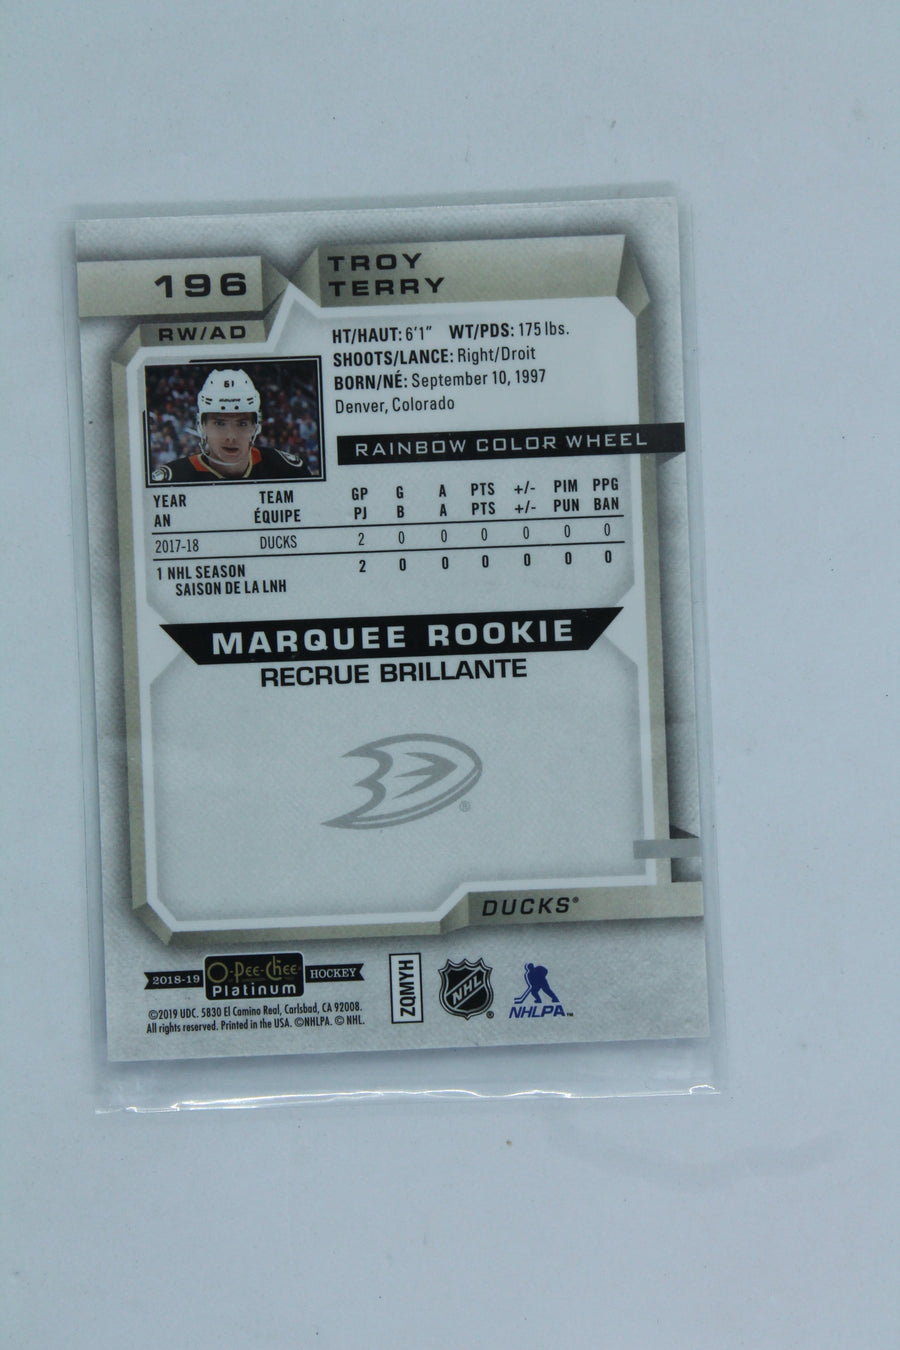 196
TROY
TERRY
RW/AD
HT/HAUT: 6'1" WT/PDS: 175 lbs.
SHOOTS/LANCE: Right/Droit
BORN/NÉ: September 10, 1997
Denver, Colorado
61
BAUER
RAINBOW COLOR WHEEL
YEAR TEAM GP G A PTS +/- PIM PPG
AN ÉQUIPE PJ B A PTS +/- PUN BAN
2017-18 DUCKS 2 0 0 0 0 0 0
1 NHL SEASON 2 0 0 0 0 0 0
SAISON DE LA LNH
MARQUEE ROOKIE
RECRUE BRILLANTE
®
DUCKS®
2018-19 O-Pee-Chee HOCKEY
Platinum
©2019 UDC. 5830 El Camino Real, Carlsbad, CA 92008.
All rights reserved. Printed in the USA. ©NHLPA. © NHL.
ZQMYH
NHL ®
NHLPA™